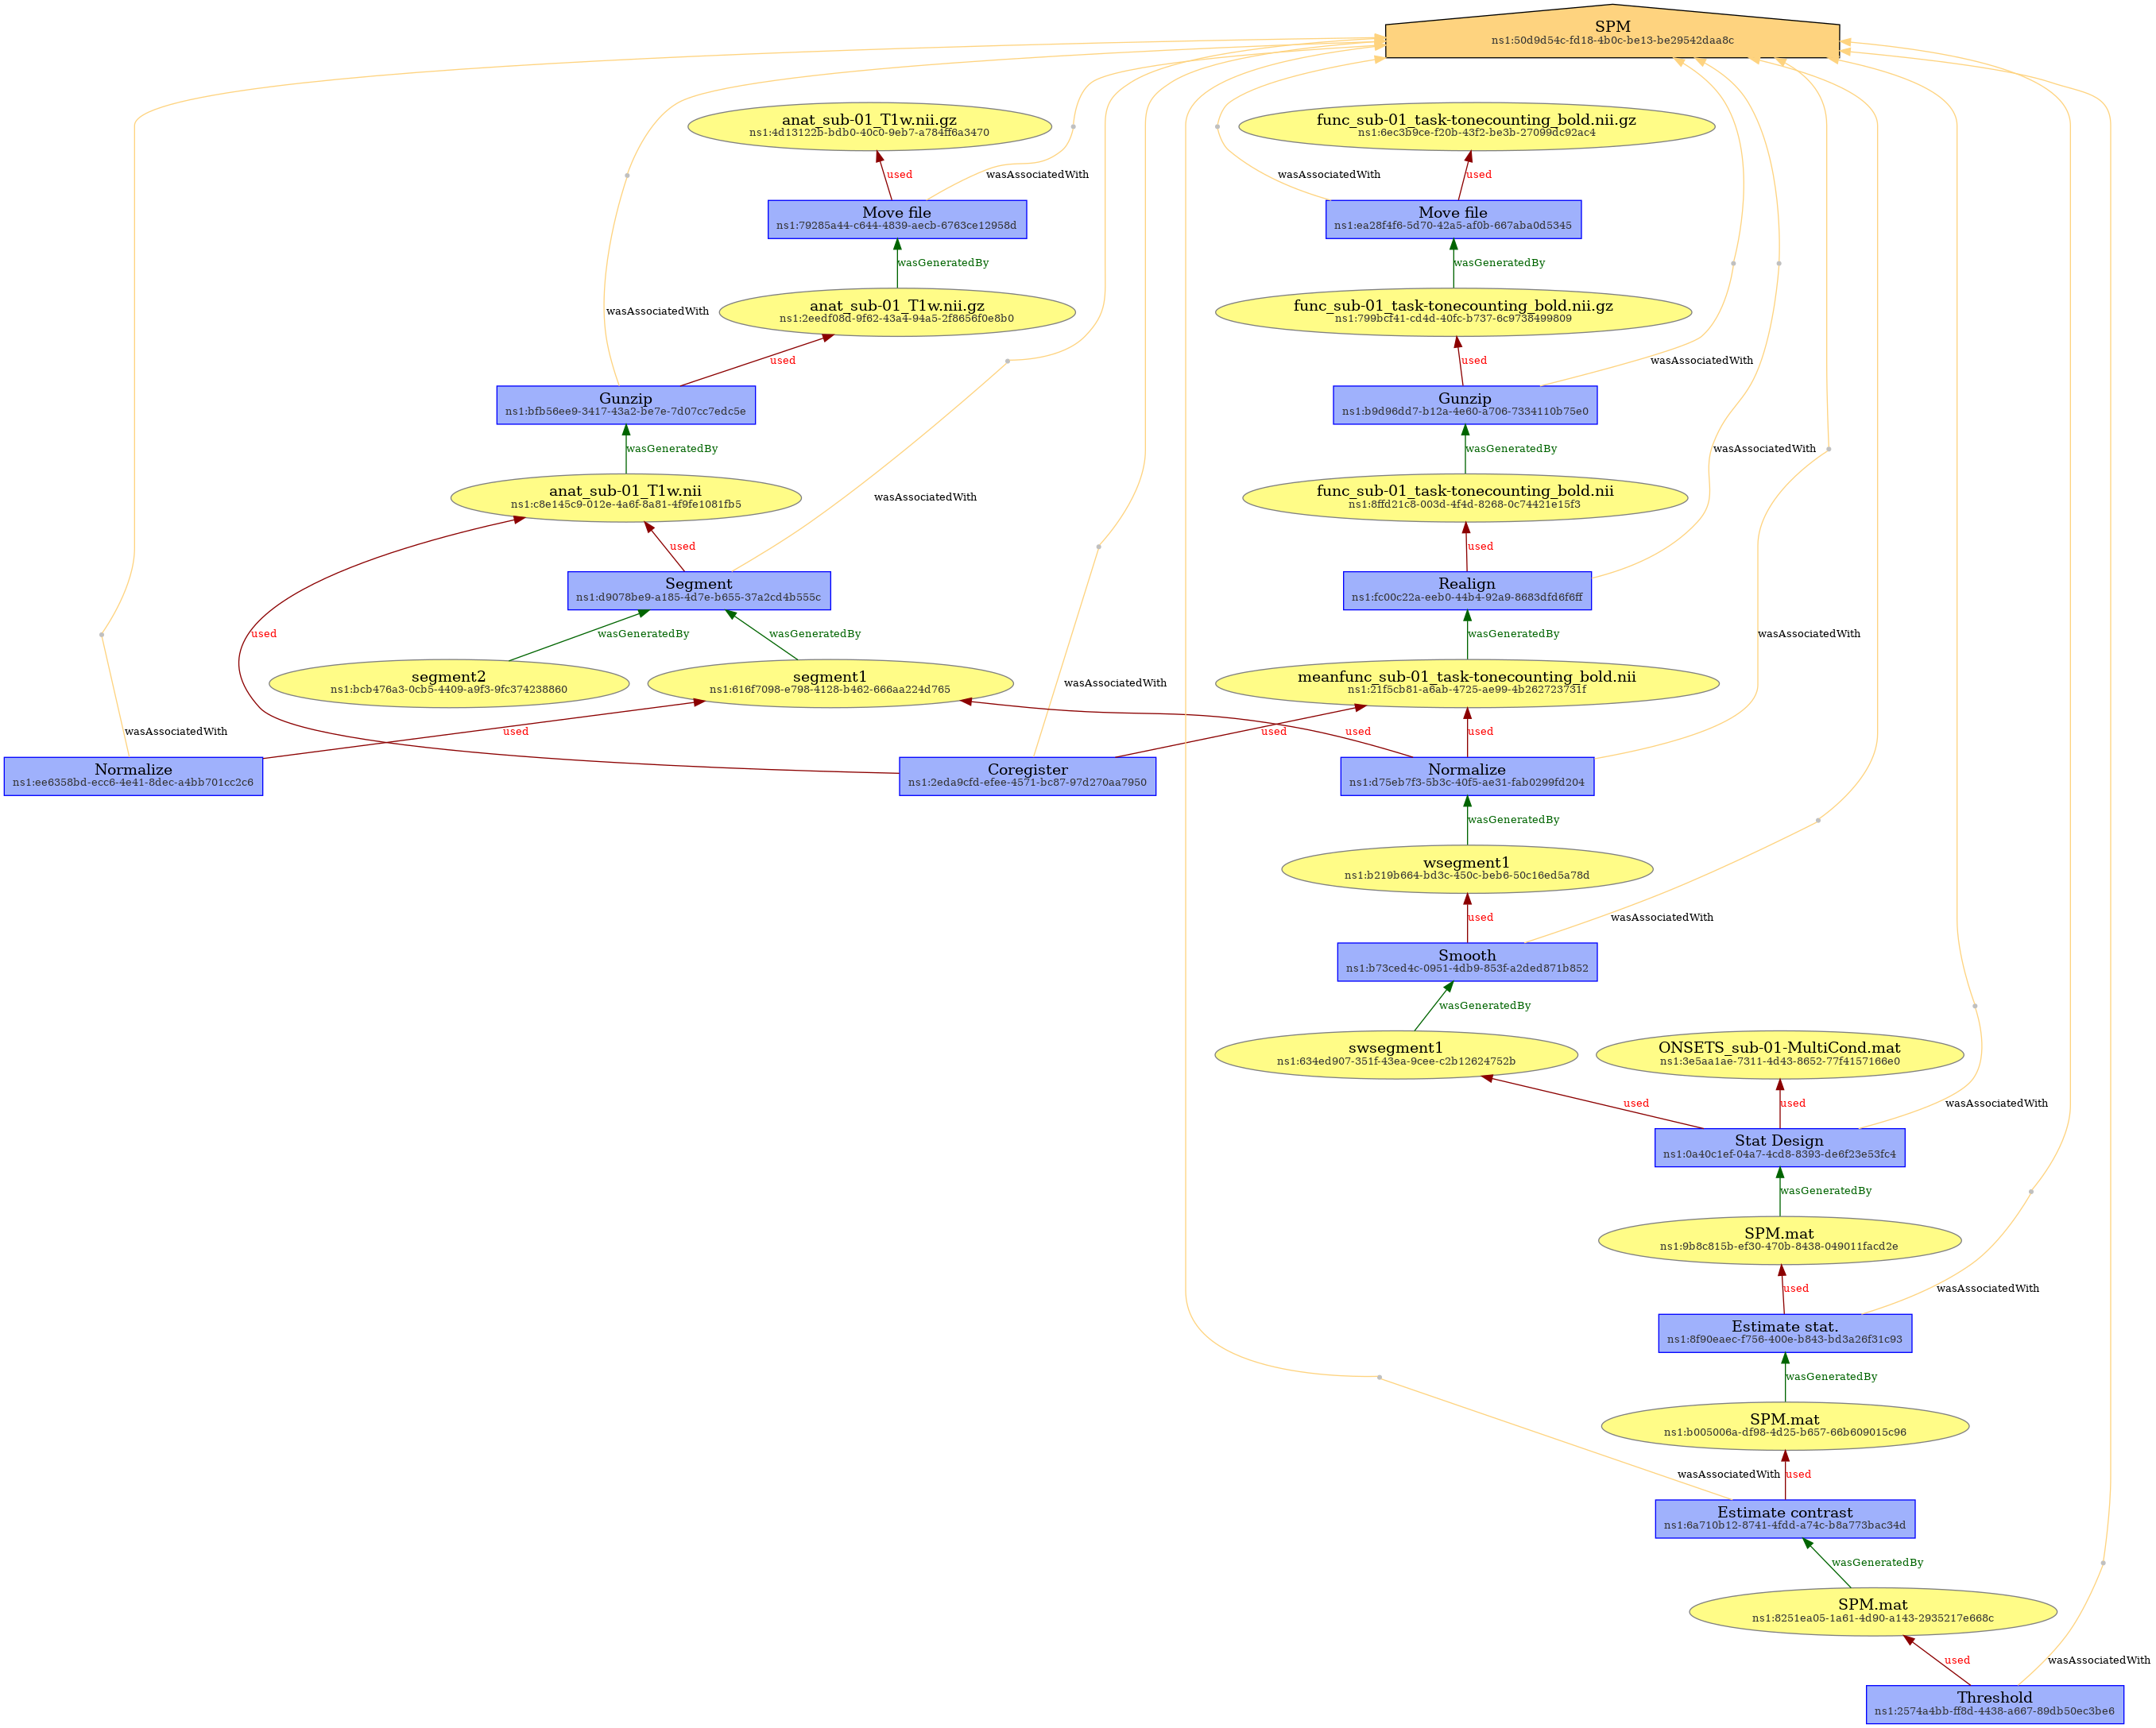 SPM
ns1:50d9d54c-fd18-4b0c-be13-be29542daa8c
anat_sub-01_T1w.nii.gz
ns1:4d13122b-bdb0-40c0-9eb7-a784ff6a3470
func_sub-01_task-tonecounting_bold.nii.gz
ns1:6ec3b9ce-f20b-43f2-be3b-27099dc92ac4
used
wasAssociatedWith
wasAssociatedWith
used
Move file
ns1:79285a44-c644-4839-aecb-6763ce12958d
Move file
ns1:ea28f4f6-5d70-42a5-af0b-667aba0d5345
wasGeneratedBy
wasGeneratedBy
wasAssociatedWith
anat_sub-01_T1w.nii.gz
ns1:2eedf08d-9f62-43a4-94a5-2f8656f0e8b0
func_sub-01_task-tonecounting_bold.nii.gz
ns1:799bcf41-cd4d-40fc-b737-6c9738499809
used
used
wasAssociatedWith
Gunzip
ns1:bfb56ee9-3417-43a2-be7e-7d07cc7edc5e
Gunzip
ns1:b9d96dd7-b12a-4e60-a706-7334110b75e0
wasGeneratedBy
wasGeneratedBy
wasAssociatedWith
anat_sub-01_T1w.nii
ns1:c8e145c9-012e-4a6f-8a81-4f9fe1081fb5
wasAssociatedWith
func_sub-01_task-tonecounting_bold.nii
ns1:8ffd21c8-003d-4f4d-8268-0c74421e15f3
used
used
Segment
ns1:d9078be9-a185-4d7e-b655-37a2cd4b555c
Realign
ns1:fc00c22a-eeb0-44b4-92a9-8683dfd6f6ff
used
wasGeneratedBy
wasGeneratedBy
wasGeneratedBy
wasAssociatedWith
segment2
ns1:bcb476a3-0cb5-4409-a9f3-9fc374238860
segment1
ns1:616f7098-e798-4128-b462-666aa224d765
wasAssociatedWith
meanfunc_sub-01_task-tonecounting_bold.nii
ns1:21f5cb81-a6ab-4725-ae99-4b262723731f
wasAssociatedWith
used
used
used
used
Normalize
ns1:ee6358bd-ecc6-4e41-8dec-a4bb701cc2c6
Coregister
ns1:2eda9cfd-efee-4571-bc87-97d270aa7950
Normalize
ns1:d75eb7f3-5b3c-40f5-ae31-fab0299fd204
wasGeneratedBy
wsegment1
ns1:b219b664-bd3c-450c-beb6-50c16ed5a78d
used
wasAssociatedWith
Smooth
ns1:b73ced4c-0951-4db9-853f-a2ded871b852
wasGeneratedBy
swsegment1
ns1:634ed907-351f-43ea-9cee-c2b12624752b
ONSETS_sub-01-MultiCond.mat
ns1:3e5aa1ae-7311-4d43-8652-77f4157166e0
used
used
wasAssociatedWith
Stat Design
ns1:0a40c1ef-04a7-4cd8-8393-de6f23e53fc4
wasGeneratedBy
SPM.mat
ns1:9b8c815b-ef30-470b-8438-049011facd2e
used
wasAssociatedWith
Estimate stat.
ns1:8f90eaec-f756-400e-b843-bd3a26f31c93
wasGeneratedBy
SPM.mat
ns1:b005006a-df98-4d25-b657-66b609015c96
wasAssociatedWith
used
Estimate contrast
ns1:6a710b12-8741-4fdd-a74c-b8a773bac34d
wasGeneratedBy
SPM.mat
ns1:8251ea05-1a61-4d90-a143-2935217e668c
used
wasAssociatedWith
Threshold
ns1:2574a4bb-ff8d-4438-a667-89db50ec3be6